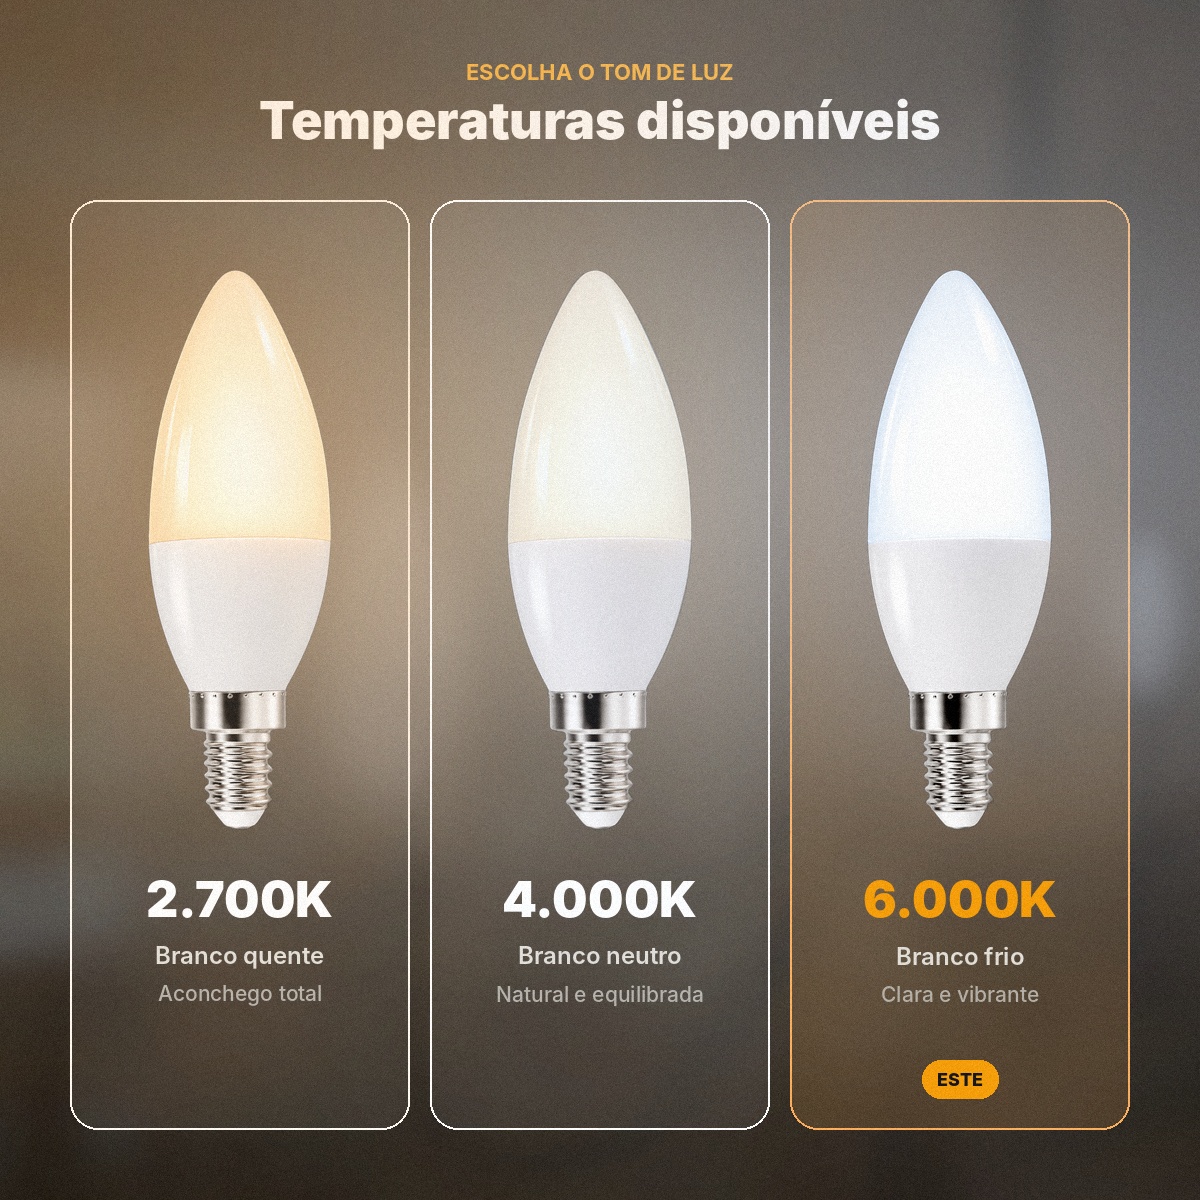 ESCOLHA O TOM DE LUZ
Temperaturas disponíveis
2.700K
Branco quente
Aconchego total
4.000K
Branco neutro
Natural e equilibrada
6.000K
Branco frio
Clara e vibrante
ESTE